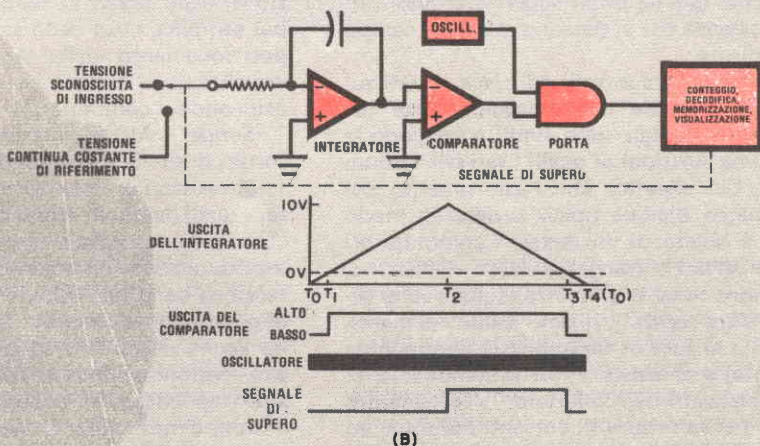 OSCILL.
TENSIONE
SCONOSCIUTA
DI INGRESSO
TENSIONE
CONTINUA COSTANTE
DI RIFERIMENTO
−
+
INTEGRATORE
−
+
COMPARATORE
PORTA
CONTEGGIO,
DECODIFICA,
MEMORIZZAZIONE,
VISUALIZZAZIONE
SEGNALE DI SUPERO
USCITA
DELL'INTEGRATORE
10V
0V
T0 T1 T2 T3 T4(T0)
USCITA DEL
COMPARATORE
ALTO
BASSO
OSCILLATORE
SEGNALE
DI
SUPERO
(B)